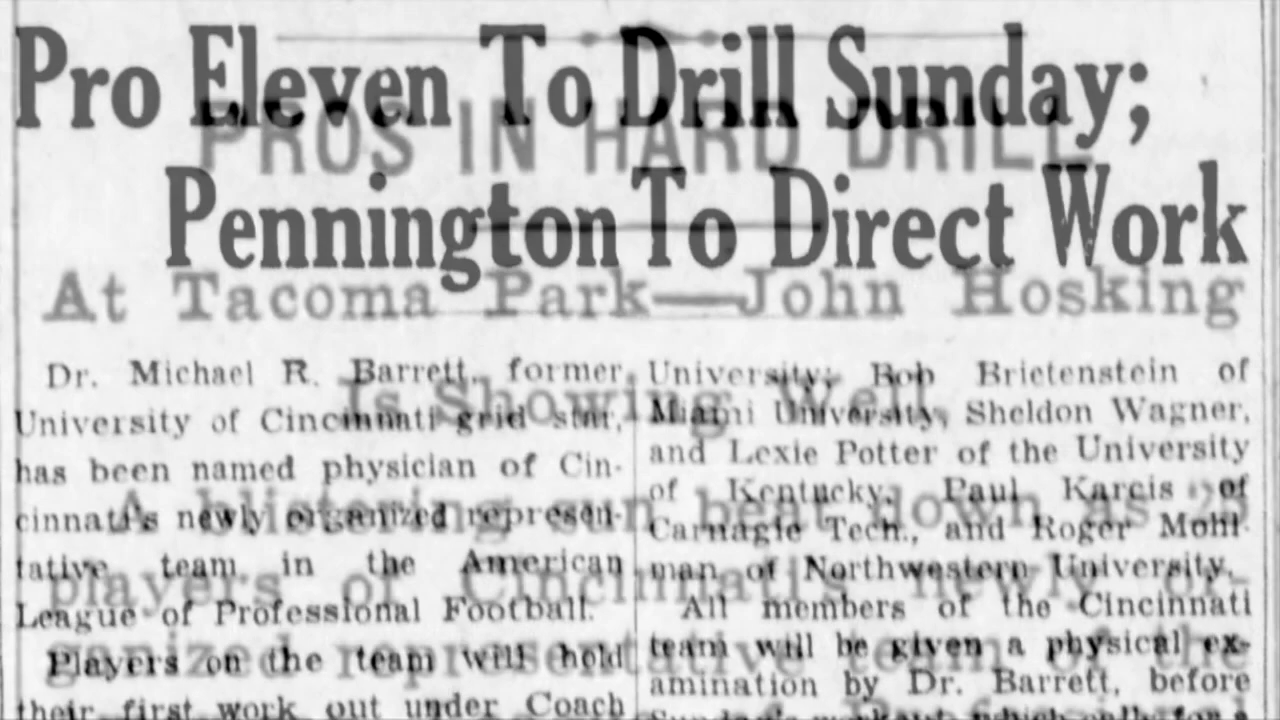 Pro Eleven To Drill Sunday;
Pennington To Direct Work
Dr. Michael R. Barrett, former
University of Cincinnati grid star,
has been named physician of Cin-
cinnati's newly organized represen-
tative team in the American
League of Professional Football.
Players on the team will hold
their first work out under Coach
University; Bob Brietenstein of
Miami University, Sheldon Wagner,
and Lexie Potter of the University
of Kentucky, Paul Karcis of
Carnagie Tech., and Roger Mohl-
man of Northwestern University.
All members of the Cincinnati
team will be given a physical ex-
amination by Dr. Barrett, before
PROS IN HARD DRILL
At Tacoma Park—John Hosking
Is Showing Well
A blistering sun beat down as 25
players of Cincinnati's newly or-
ganized representative team of the